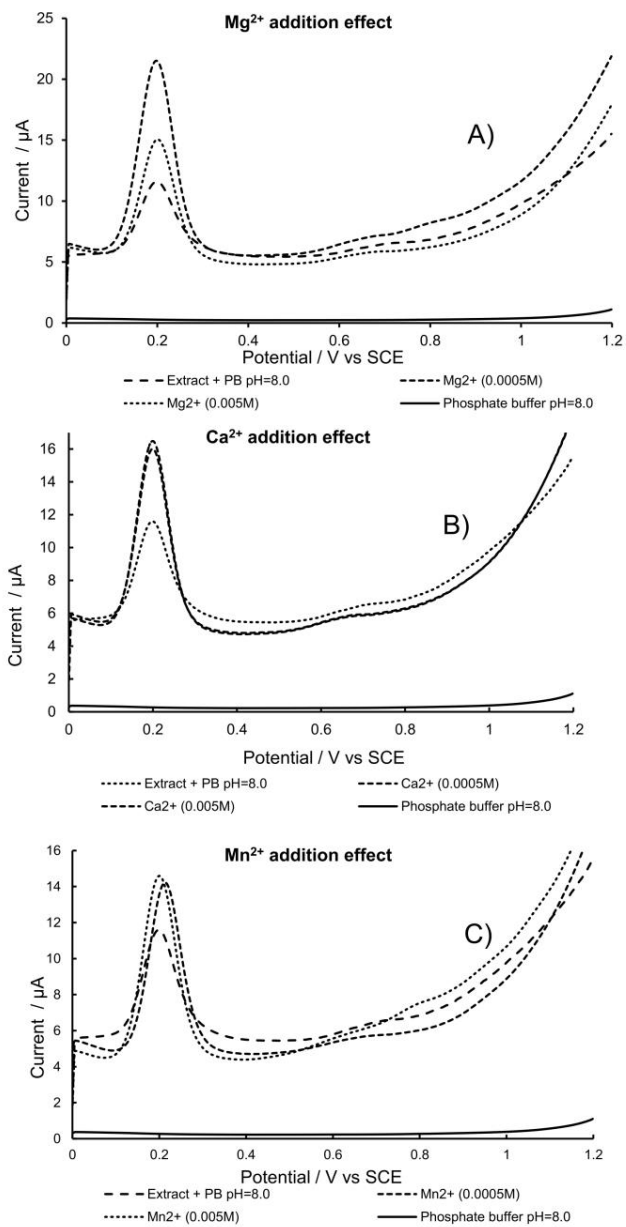 Mg²⁺ addition effect
25
20
15
10
5
0
Current / µA
A)
0 0.2 0.4 0.6 0.8 1 1.2
Potential / V vs SCE
Extract + PB pH=8.0 Mg2+ (0.0005M)
Mg2+ (0.005M) Phosphate buffer pH=8.0
Ca²⁺ addition effect
16
14
12
10
8
6
4
2
0
Current / µA
B)
0 0.2 0.4 0.6 0.8 1 1.2
Potential / V vs SCE
Extract + PB pH=8.0 Ca2+ (0.0005M)
Ca2+ (0.005M) Phosphate buffer pH=8.0
Mn²⁺ addition effect
16
14
12
10
8
6
4
2
0
Current / µA
C)
0 0.2 0.4 0.6 0.8 1 1.2
Potential / V vs SCE
Extract + PB pH=8.0 Mn2+ (0.0005M)
Mn2+ (0.005M) Phosphate buffer pH=8.0